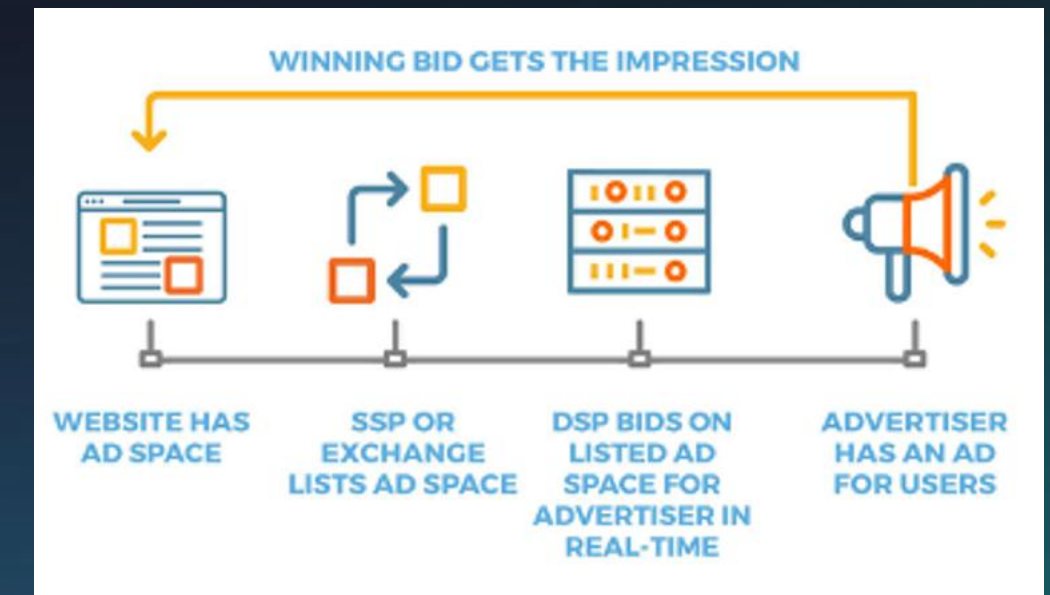 WINNING BID GETS THE IMPRESSION
WEBSITE HAS
AD SPACE
SSP OR
EXCHANGE
LISTS AD SPACE
DSP BIDS ON
LISTED AD
SPACE FOR
ADVERTISER IN
REAL-TIME
ADVERTISER
HAS AN AD
FOR USERS